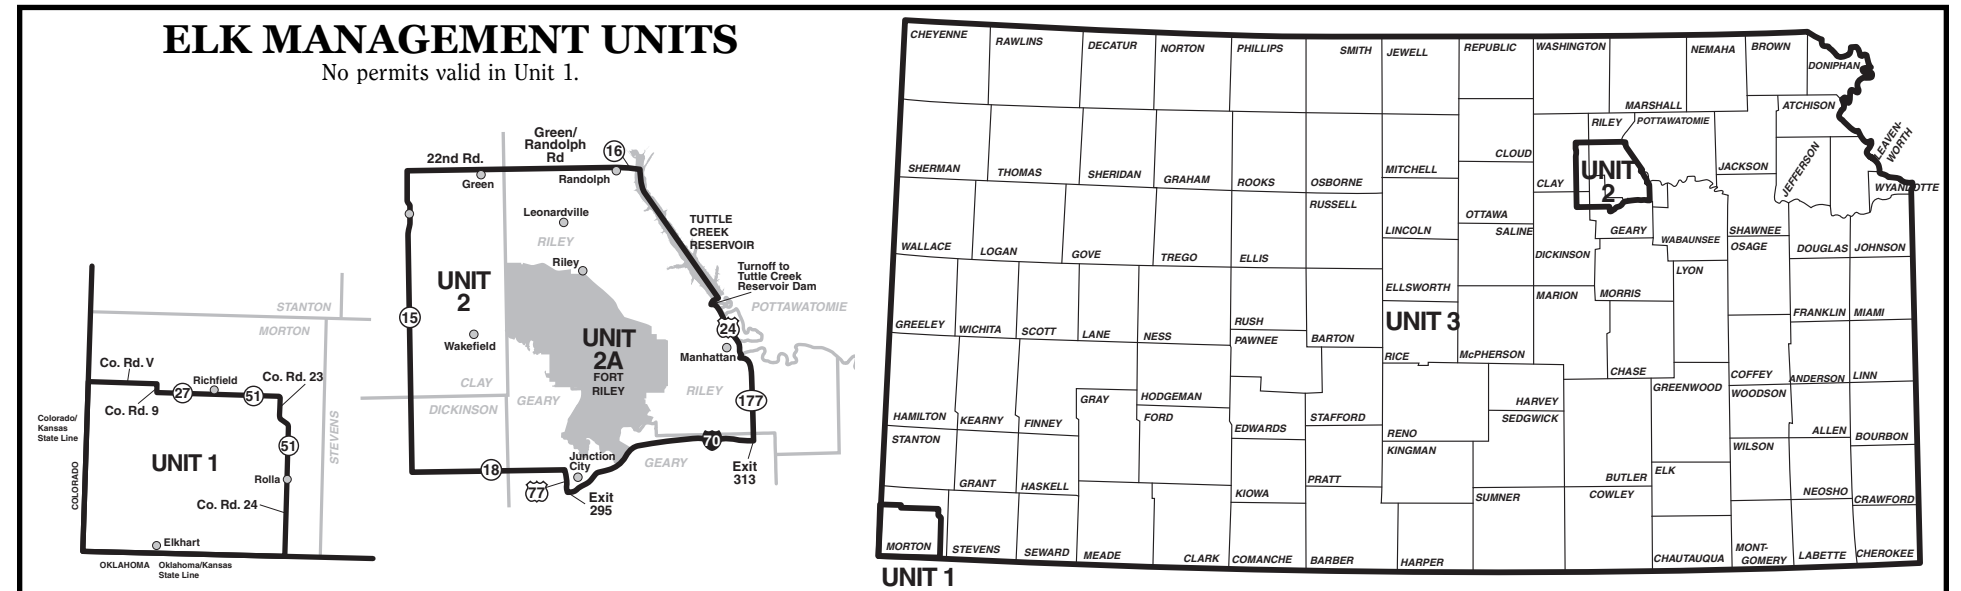 ELK MANAGEMENT UNITS
No permits valid in Unit 1.
STANTON
MORTON
Co. Rd. V
Richfield
Co. Rd. 23
27
51
Co. Rd. 9
Colorado/
Kansas
State Line
51
STEVENS
UNIT 1
COLORADO
Rolla
Co. Rd. 24
Elkhart
OKLAHOMA
Oklahoma/Kansas
State Line
Green/
Randolph
Rd
16
22nd Rd.
Green
Randolph
Leonardville
TUTTLE
CREEK
RESERVOIR
RILEY
Riley
Turnoff to
Tuttle Creek
Reservoir Dam
UNIT
2
POTTAWATOMIE
15
24
UNIT
2A
FORT
RILEY
Wakefield
Manhattan
CLAY
RILEY
DICKINSON
GEARY
177
70
Junction
City
GEARY
Exit
313
18
77
Exit
295
CHEYENNE
RAWLINS
DECATUR
NORTON
PHILLIPS
SMITH
JEWELL
REPUBLIC
WASHINGTON
NEMAHA
BROWN
DONIPHAN
MARSHALL
ATCHISON
RILEY
POTTAWATOMIE
LEAVEN-
WORTH
SHERMAN
THOMAS
SHERIDAN
GRAHAM
ROOKS
OSBORNE
MITCHELL
CLOUD
CLAY
UNIT
2
JACKSON
JEFFERSON
WYANDOTTE
RUSSELL
LINCOLN
OTTAWA
SALINE
GEARY
WABAUNSEE
SHAWNEE
OSAGE
DOUGLAS
JOHNSON
WALLACE
LOGAN
GOVE
TREGO
ELLIS
DICKINSON
LYON
ELLSWORTH
MARION
MORRIS
FRANKLIN
MIAMI
GREELEY
WICHITA
SCOTT
LANE
NESS
RUSH
PAWNEE
BARTON
UNIT 3
RICE
McPHERSON
CHASE
GREENWOOD
COFFEY
WOODSON
ANDERSON
LINN
HAMILTON
KEARNY
FINNEY
GRAY
HODGEMAN
FORD
EDWARDS
STAFFORD
RENO
HARVEY
SEDGWICK
ALLEN
BOURBON
STANTON
GRANT
HASKELL
KIOWA
PRATT
KINGMAN
BUTLER
ELK
WILSON
NEOSHO
CRAWFORD
SUMNER
COWLEY
MORTON
STEVENS
SEWARD
MEADE
CLARK
COMANCHE
BARBER
HARPER
CHAUTAUQUA
MONT-
GOMERY
LABETTE
CHEROKEE
UNIT 1